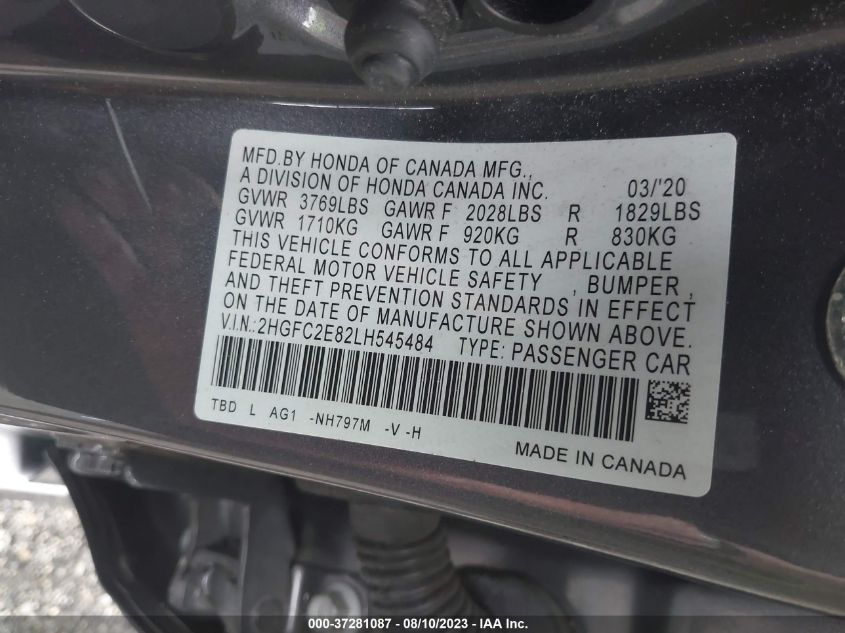 MFD.BY HONDA OF CANADA MFG.,
A DIVISION OF HONDA CANADA INC. 03/'20
GVWR 3769LBS GAWR F 2028LBS R 1829LBS
GVWR 1710KG GAWR F 920KG R 830KG
THIS VEHICLE CONFORMS TO ALL APPLICABLE
FEDERAL MOTOR VEHICLE SAFETY , BUMPER ,
AND THEFT PREVENTION STANDARDS IN EFFECT
ON THE DATE OF MANUFACTURE SHOWN ABOVE.
V.I.N.:2HGFC2E82LH545484 TYPE: PASSENGER CAR
TBD L AG1 -NH797M -V -H
MADE IN CANADA
000-37281087 - 08/10/2023 - IAA Inc.